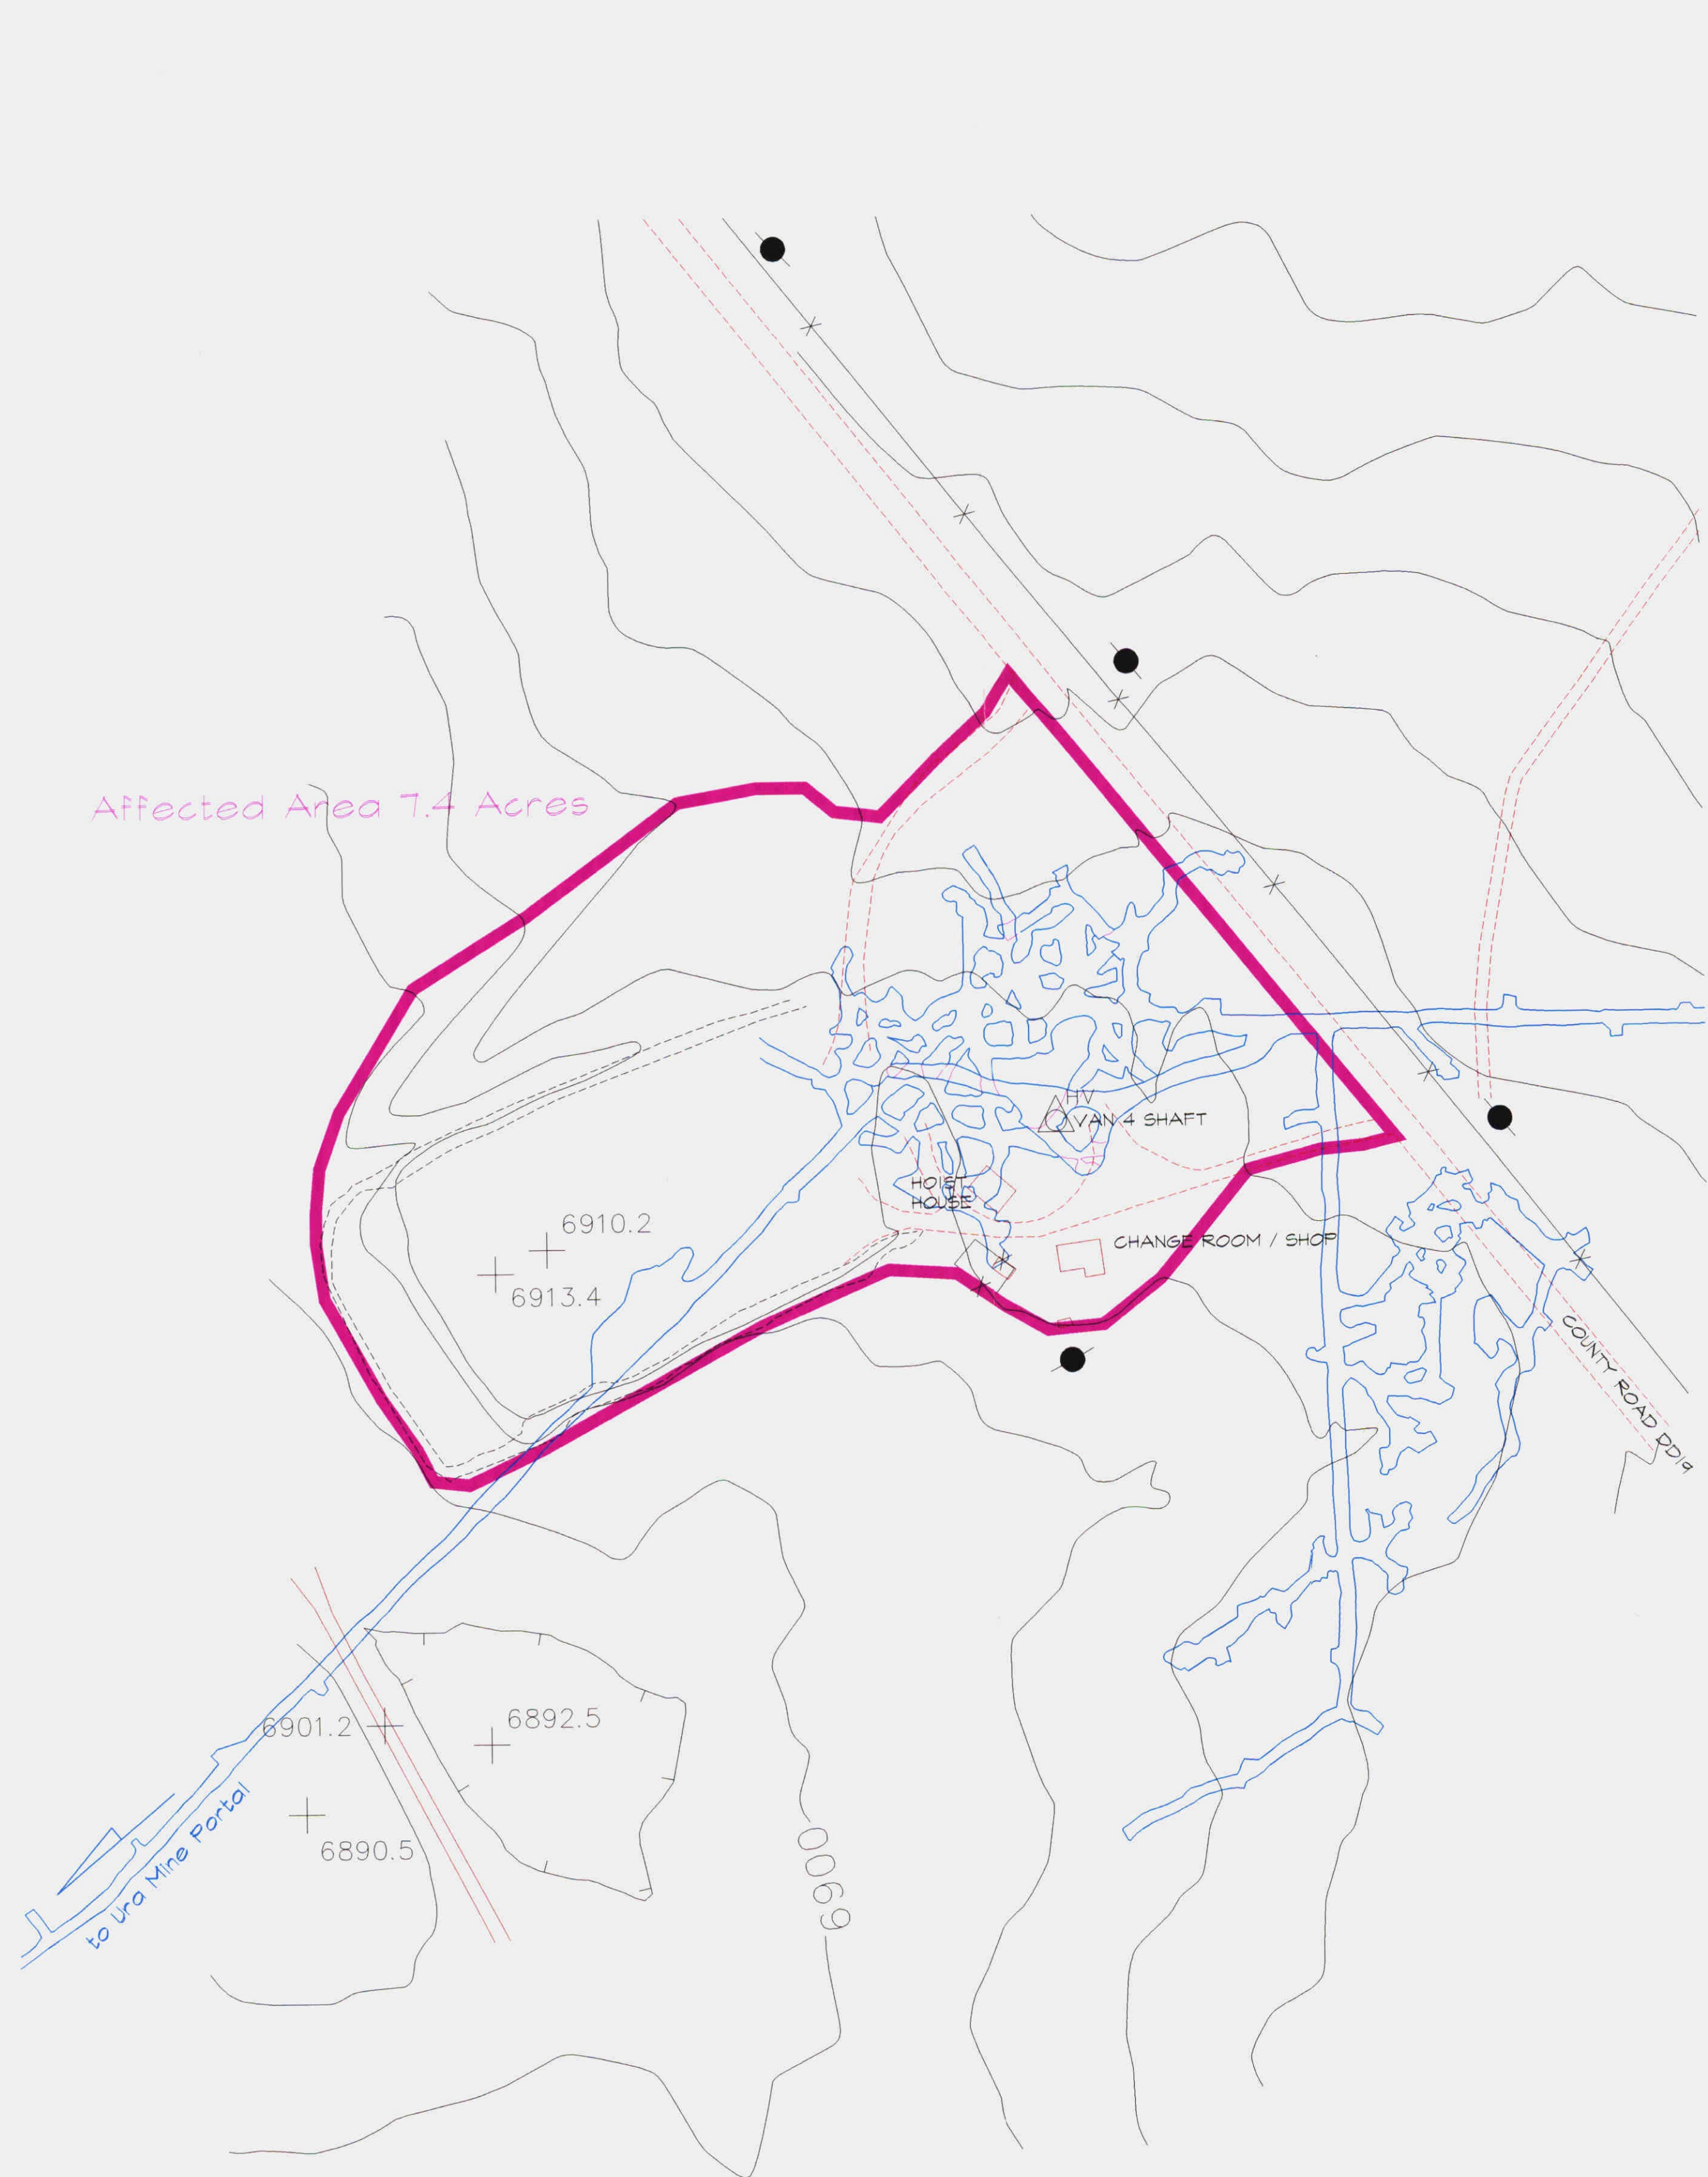 Affected Area 7.4 Acres
HV
VAN 4 SHAFT
HOIST
HOUSE
6910.2
CHANGE ROOM / SHOP
6913.4
COUNTY ROAD DD19
6892.5
6901.2
6890.5
6900
to Ura Mine Portal